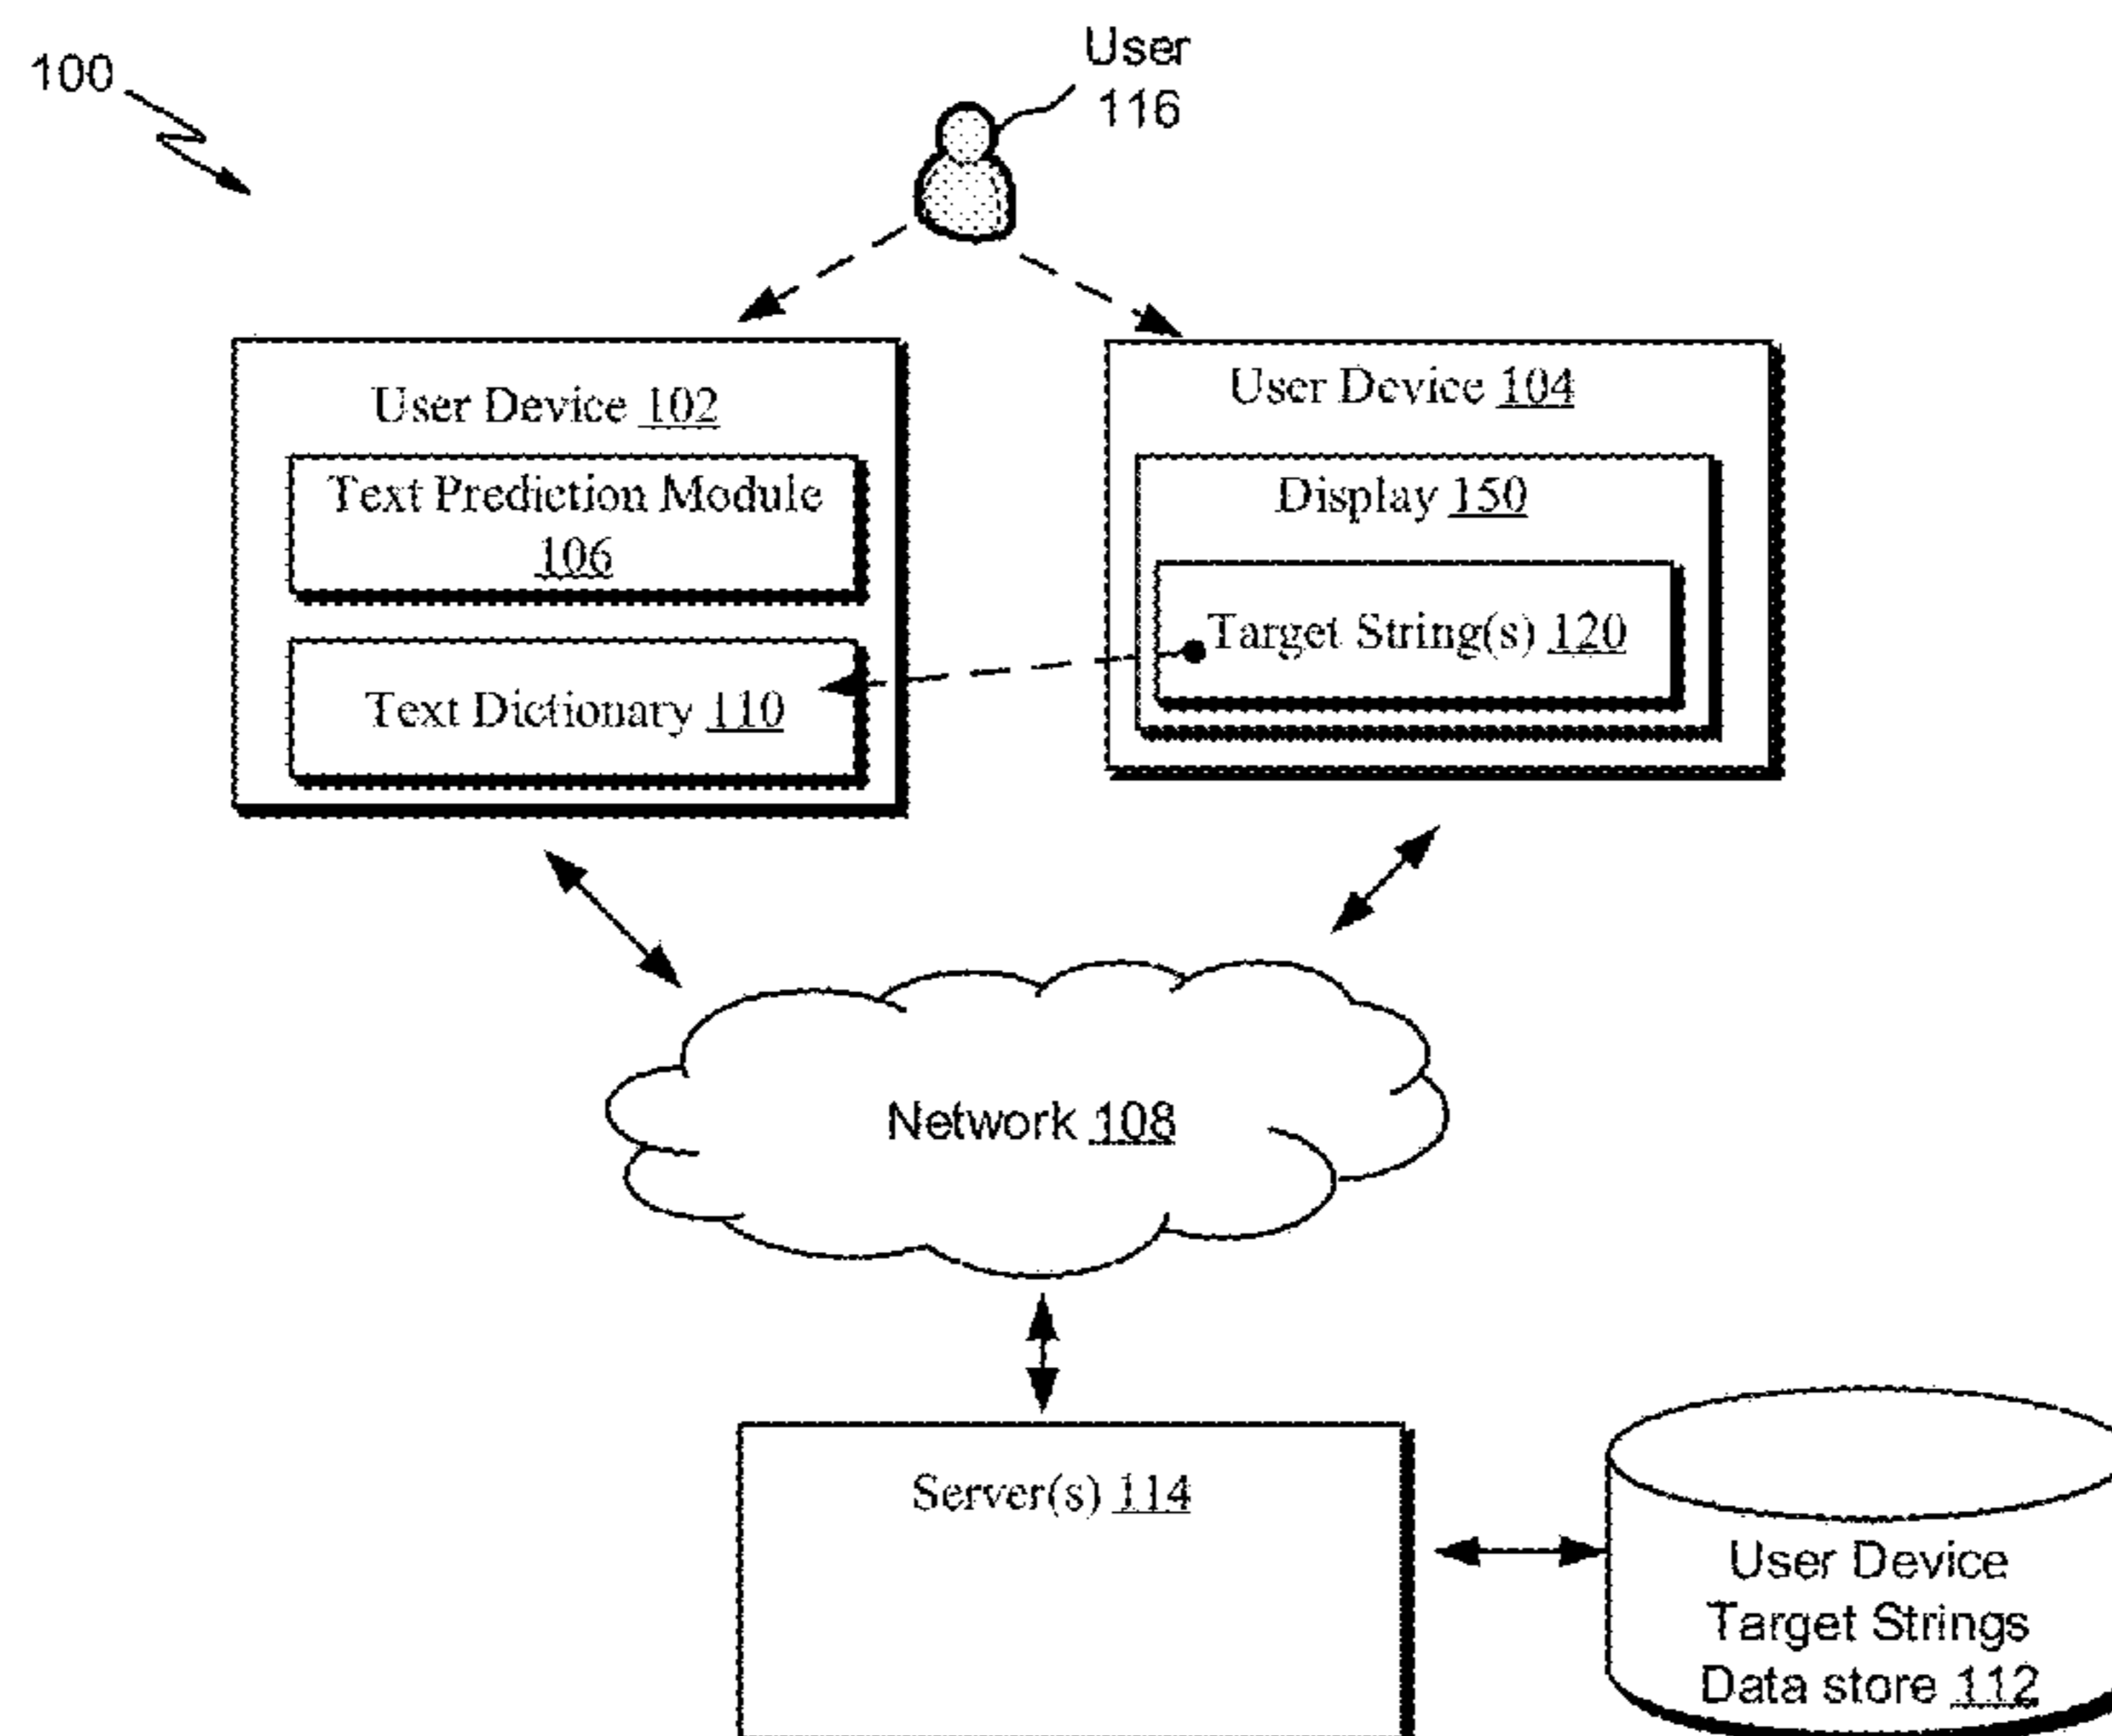 100
User
116
User Device 102
Text Prediction Module
106
Text Dictionary 110
User Device 104
Display 150
Target String(s) 120
Network 108
Server(s) 114
User Device
Target Strings
Data store 112